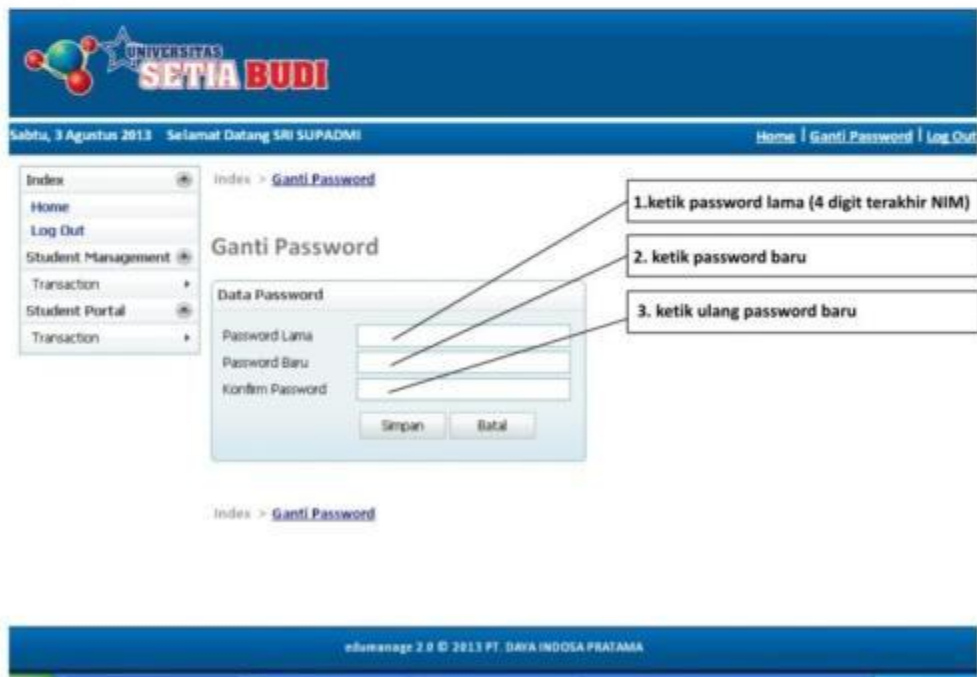 UNIVERSITAS
SETIA BUDI
Sabtu, 3 Agustus 2013 Selamat Datang SRI SUPADMI
Home | Ganti Password | Log Out
Index
Home
Log Out
Student Management
Transaction
Student Portal
Transaction
Index > Ganti Password
Ganti Password
Data Password
Password Lama
Password Baru
Konfirm Password
Simpan Batal
1.ketik password lama (4 digit terakhir NIM)
2. ketik password baru
3. ketik ulang password baru
Index > Ganti Password
edumanage 2.0 © 2013 PT. DAYA INDOSA PRATAMA